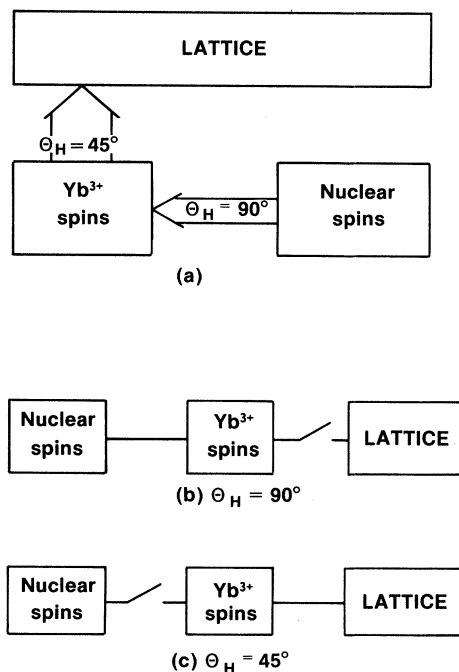 LATTICE
Θ_H = 45°
Yb³⁺
spins
Θ_H = 90°
Nuclear
spins
(a)
Nuclear
spins
Yb³⁺
spins
LATTICE
(b) Θ_H = 90°
Nuclear
spins
Yb³⁺
spins
LATTICE
(c) Θ_H = 45°